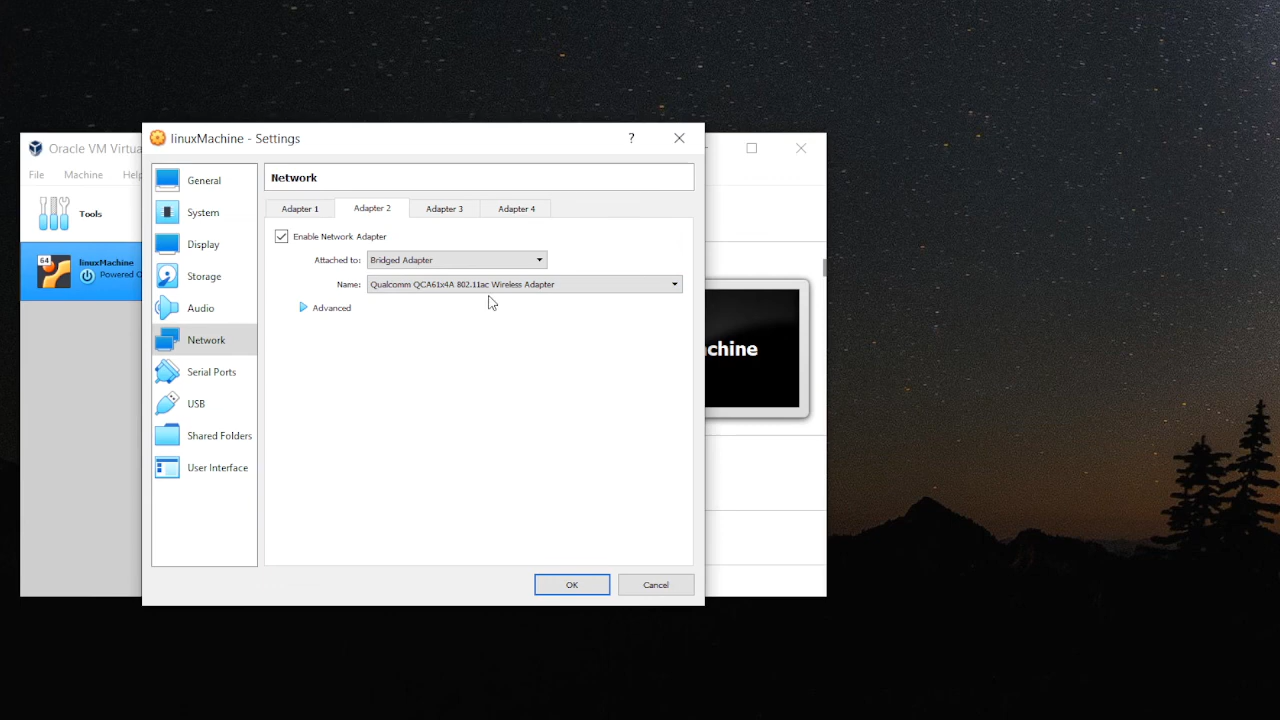 linuxMachine - Settings
?
Oracle VM Virtua
File Machine Help
Tools
64
linuxMachine
Powered O
General
System
Display
Storage
Audio
Network
Serial Ports
USB
Shared Folders
User Interface
Network
Adapter 1 Adapter 2 Adapter 3 Adapter 4
Enable Network Adapter
Attached to: Bridged Adapter
Name: Qualcomm QCA61x4A 802.11ac Wireless Adapter
Advanced
OK Cancel
achine